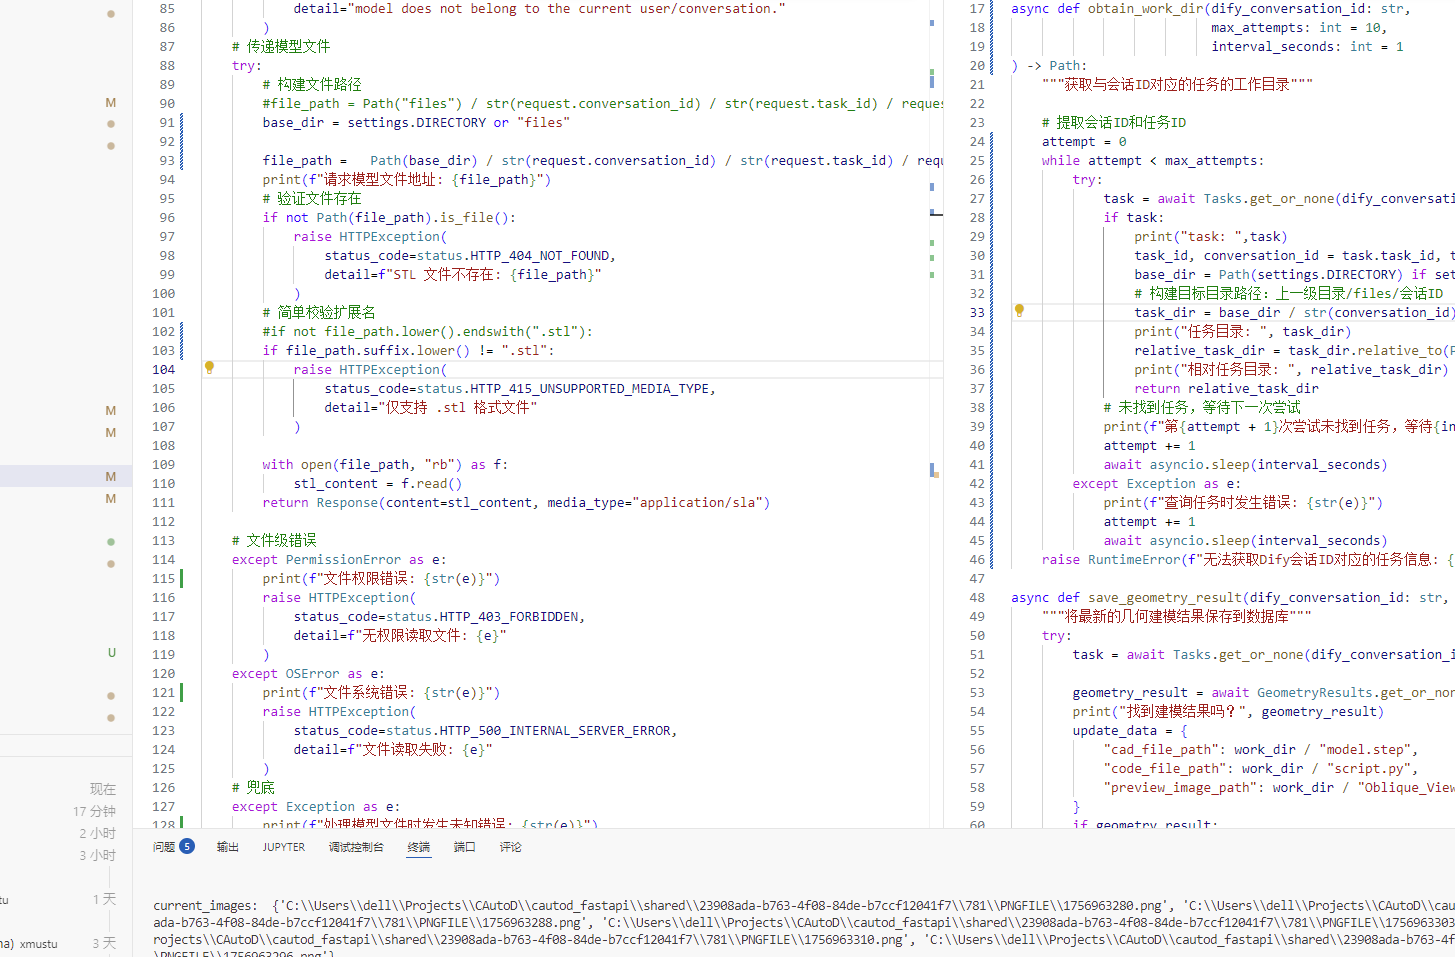 85 detail="model does not belong to the current user/conversation."
86 )
87 # 传递模型文件
88 try:
89 # 构建文件路径
90 #file_path = Path("files") / str(request.conversation_id) / str(request.task_id) / reque
91 base_dir = settings.DIRECTORY or "files"
92
93 file_path = Path(base_dir) / str(request.conversation_id) / str(request.task_id) / requ
94 print(f"请求模型文件地址: {file_path}")
95 # 验证文件存在
96 if not Path(file_path).is_file():
97 raise HTTPException(
98 status_code=status.HTTP_404_NOT_FOUND,
99 detail=f"STL 文件不存在: {file_path}"
100 )
101 # 简单校验扩展名
102 #if not file_path.lower().endswith(".stl"):
103 if file_path.suffix.lower() != ".stl":
104 raise HTTPException(
105 status_code=status.HTTP_415_UNSUPPORTED_MEDIA_TYPE,
106 detail="仅支持 .stl 格式文件"
107 )
108
109 with open(file_path, "rb") as f:
110 stl_content = f.read()
111 return Response(content=stl_content, media_type="application/sla")
112
113 # 文件级错误
114 except PermissionError as e:
115 print(f"文件权限错误: {str(e)}")
116 raise HTTPException(
117 status_code=status.HTTP_403_FORBIDDEN,
118 detail=f"无权限读取文件: {e}"
119 )
120 except OSError as e:
121 print(f"文件系统错误: {str(e)}")
122 raise HTTPException(
123 status_code=status.HTTP_500_INTERNAL_SERVER_ERROR,
124 detail=f"文件读取失败: {e}"
125 )
126 # 兜底
127 except Exception as e:
128 print(f"处理模型文件时发生未知错误: {str(e)}")
17 async def obtain_work_dir(dify_conversation_id: str,
18 max_attempts: int = 10,
19 interval_seconds: int = 1
20 ) -> Path:
21 """获取与会话ID对应的任务的工作目录"""
22
23 # 提取会话ID和任务ID
24 attempt = 0
25 while attempt < max_attempts:
26 try:
27 task = await Tasks.get_or_none(dify_conversati
28 if task:
29 print("task: ",task)
30 task_id, conversation_id = task.task_id, t
31 base_dir = Path(settings.DIRECTORY) if set
32 # 构建目标目录路径: 上一级目录/files/会话ID
33 task_dir = base_dir / str(conversation_id)
34 print("任务目录: ", task_dir)
35 relative_task_dir = task_dir.relative_to(P
36 print("相对任务目录: ", relative_task_dir)
37 return relative_task_dir
38 # 未找到任务，等待下一次尝试
39 print(f"第{attempt + 1}次尝试未找到任务，等待{in
40 attempt += 1
41 await asyncio.sleep(interval_seconds)
42 except Exception as e:
43 print(f"查询任务时发生错误: {str(e)}")
44 attempt += 1
45 await asyncio.sleep(interval_seconds)
46 raise RuntimeError(f"无法获取Dify会话ID对应的任务信息: {
47
48 async def save_geometry_result(dify_conversation_id: str,
49 """将最新的几何建模结果保存到数据库"""
50 try:
51 task = await Tasks.get_or_none(dify_conversation_i
52
53 geometry_result = await GeometryResults.get_or_non
54 print("找到建模结果吗？", geometry_result)
55 update_data = {
56 "cad_file_path": work_dir / "model.step",
57 "code_file_path": work_dir / "script.py",
58 "preview_image_path": work_dir / "Oblique_View
59 }
60 if geometry_result:
M
M
M
M
M
U
现在
17 分钟
2 小时
3 小时
tu 1 天
na) xmustu 3 天
问题 5 输出 JUPYTER 调试控制台 终端 端口 评论
current_images: {'C:\\Users\\dell\\Projects\\CAutoD\\cautod_fastapi\\shared\\23908ada-b763-4f08-84de-b7ccf12041f7\\781\\PNGFILE\\1756963280.png', 'C:\\Users\\dell\\Projects\\CAutoD\\cau
ada-b763-4f08-84de-b7ccf12041f7\\781\\PNGFILE\\1756963288.png', 'C:\\Users\\dell\\Projects\\CAutoD\\cautod_fastapi\\shared\\23908ada-b763-4f08-84de-b7ccf12041f7\\781\\PNGFILE\\175696330
rojects\\CAutoD\\cautod_fastapi\\shared\\23908ada-b763-4f08-84de-b7ccf12041f7\\781\\PNGFILE\\1756963310.png', 'C:\\Users\\dell\\Projects\\CAutoD\\cautod_fastapi\\shared\\23908ada-b763-4
\\PNGFILE\\1756963296.png'}